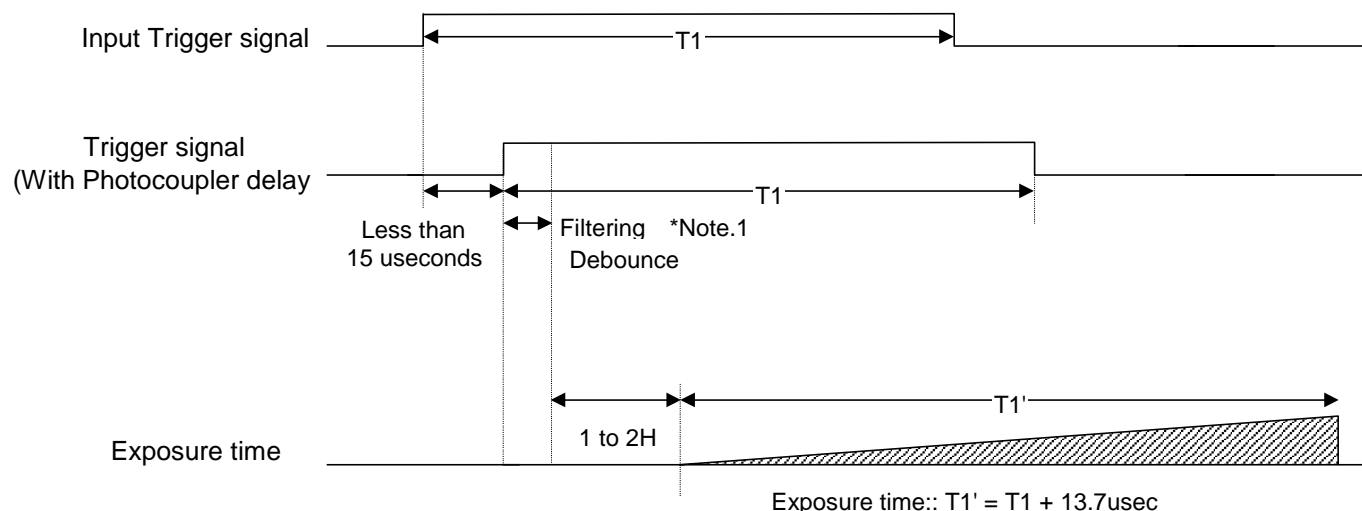 Input Trigger signal
T1
Trigger signal
(With Photocoupler delay
T1
Less than
15 useconds
Filtering *Note.1
Debounce
T1'
1 to 2H
Exposure time
Exposure time:: T1' = T1 + 13.7usec